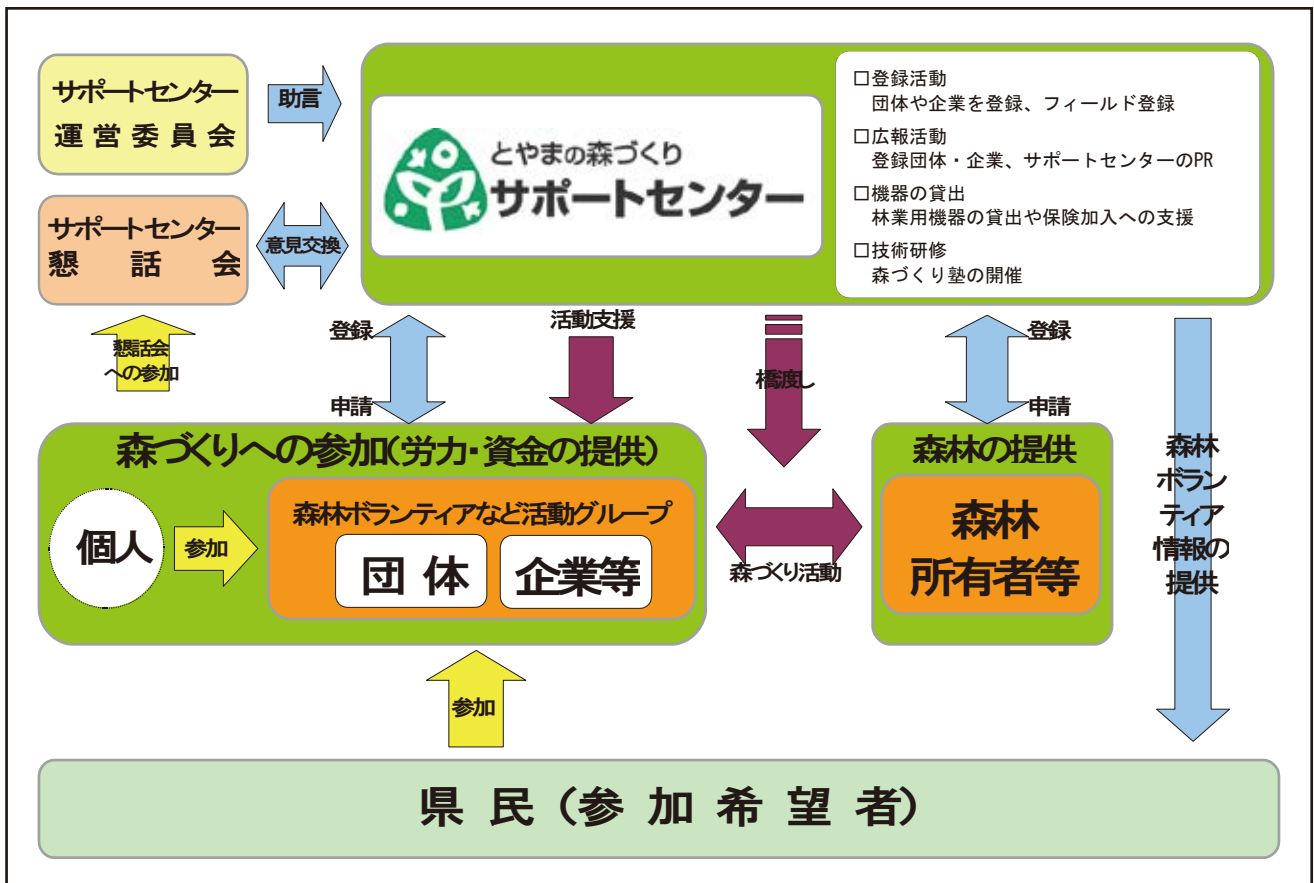 サポートセンター
運営委員会
助言
とやまの森づくり
サポートセンター
□登録活動
団体や企業を登録、フィールド登録
□広報活動
登録団体・企業、サポートセンターのPR
□機器の貸出
林業用機器の貸出や保険加入への支援
□技術研修
森づくり塾の開催
サポートセンター
懇話会
意見交換
懇話会
への参加
登録
申請
活動支援
橋渡し
登録
申請
森林
ボラン
ティア
情報の
提供
森づくりへの参加(労力・資金の提供)
個人
参加
森林ボランティアなど活動グループ
団体
企業等
森づくり活動
森林の提供
森林
所有者等
参加
県民(参加希望者)